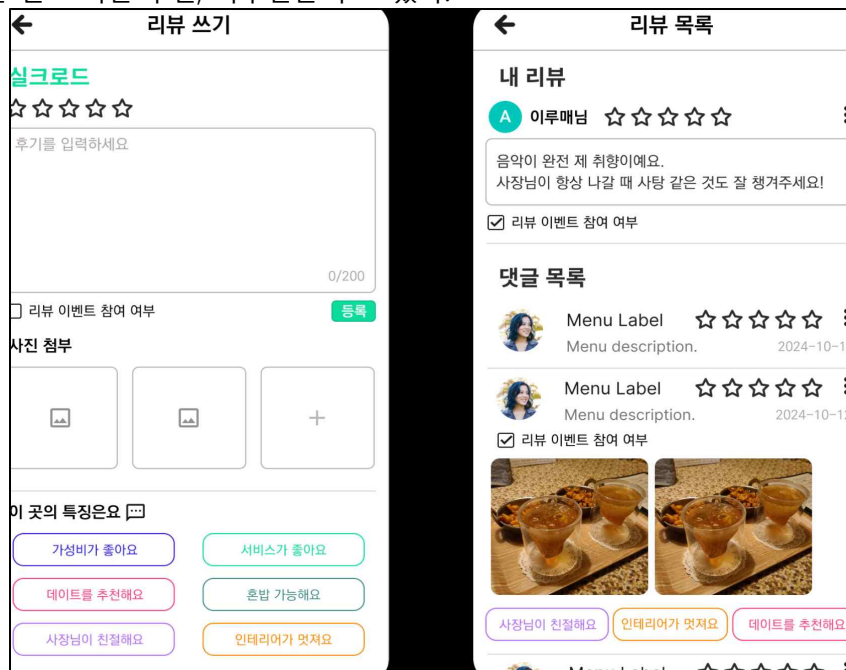 리뷰 쓰기
실크로드
후기를 입력하세요
0/200
리뷰 이벤트 참여 여부
등록
사진 첨부
이 곳의 특징은요
가성비가 좋아요
서비스가 좋아요
데이트를 추천해요
혼밥 가능해요
사장님이 친절해요
인테리어가 멋져요
리뷰 목록
내 리뷰
A 이루매님
음악이 완전 제 취향이예요.
사장님이 항상 나갈 때 사탕 같은 것도 잘 챙겨주세요!
리뷰 이벤트 참여 여부
댓글 목록
Menu Label
Menu description.
2024-10-1
Menu Label
Menu description.
2024-10-12
리뷰 이벤트 참여 여부
사장님이 친절해요
인테리어가 멋져요
데이트를 추천해요
Menu Label